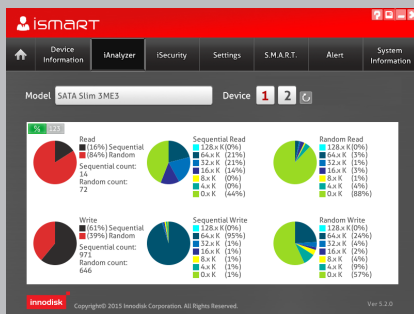 ismart
Device Information
iAnalyzer
iSecurity
Settings
S.M.A.R.T.
Alert
System Information
Model SATA Slim 3ME3 Device 1 2
% 123
Read
(16%) Sequential
(84%) Random
Sequential count:
14
Random count:
72
Sequential Read
128.x K(0%)
64.x K (21%)
32.x K (21%)
16.x K (14%)
8.x K (0%)
4.x K (0%)
0.x K (44%)
Random Read
128.x K(0%)
64.x K (3%)
32.x K (1%)
16.x K (3%)
8.x K (1%)
4.x K (4%)
0.x K (88%)
Write
(61%) Sequential
(39%) Random
Sequential count:
971
Random count:
646
Sequential Write
128.x K(0%)
64.x K (95%)
32.x K (1%)
16.x K (1%)
8.x K (1%)
4.x K (1%)
0.x K (1%)
Random Write
128.x K(0%)
64.x K (24%)
32.x K (4%)
16.x K (2%)
8.x K (4%)
4.x K (9%)
0.x K (57%)
innodisk Copyright© 2015 Innodisk Corporation. All Rights Reserved. Ver 5.2.0